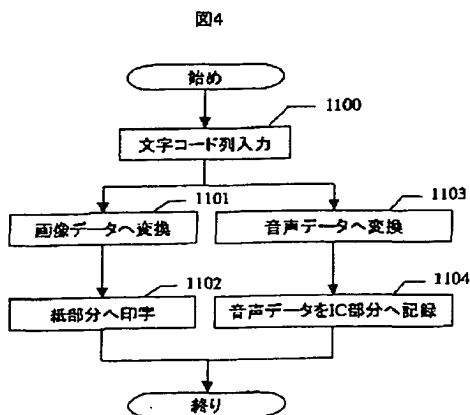 図4
始め
1100
文字コード列入力
1101
画像データへ変換
1103
音声データへ変換
1102
紙部分へ印字
1104
音声データをIC部分へ記録
終り